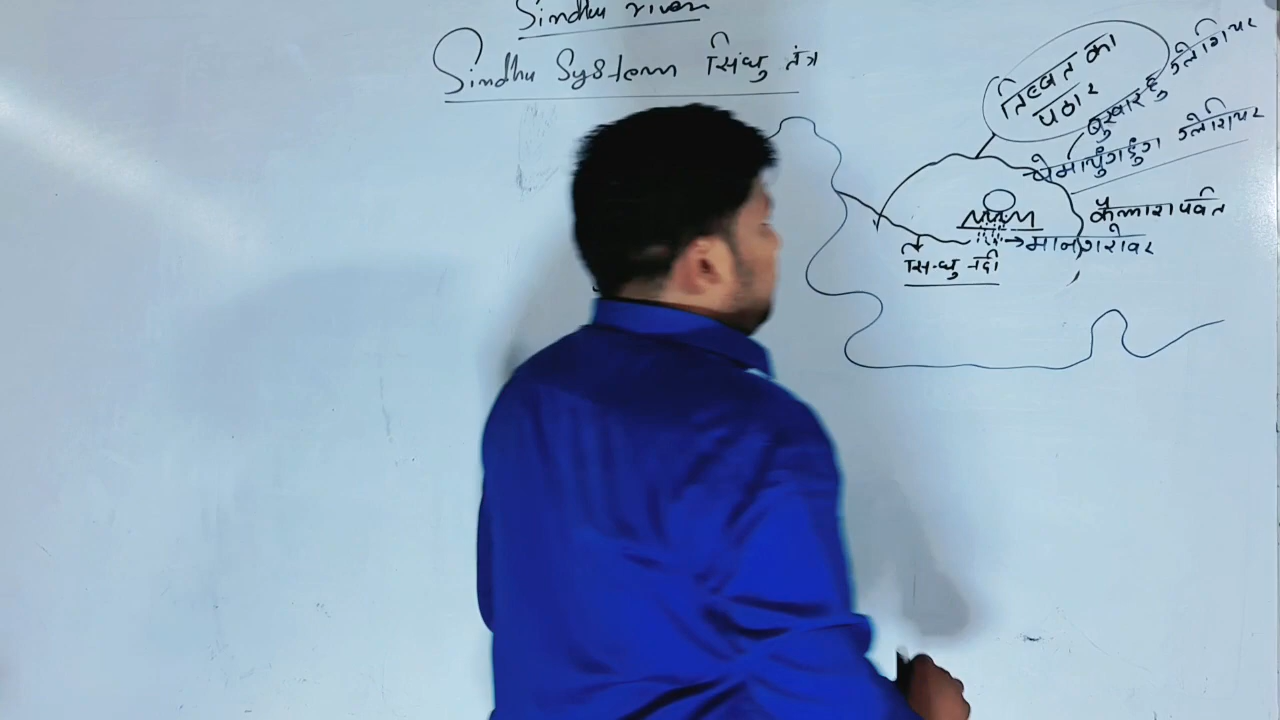 Sindhu river
Sindhu System सिंधु तंत्र
तिब्बत का
पठार
बुखार हु ग्लेशियर
चेमायुंगडुंग ग्लेशियर
कैलाश पर्वत
मानसरोवर
सिन्धु नदी